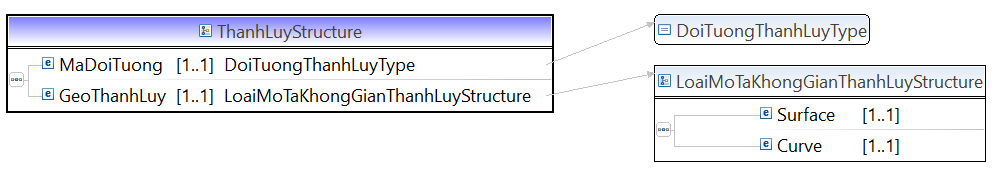 ThanhLuyStructure
MaDoiTuong [1..1] DoiTuongThanhLuyType
GeoThanhLuy [1..1] LoaiMoTaKhongGianThanhLuyStructure
DoiTuongThanhLuyType
LoaiMoTaKhongGianThanhLuyStructure
Surface [1..1]
Curve [1..1]